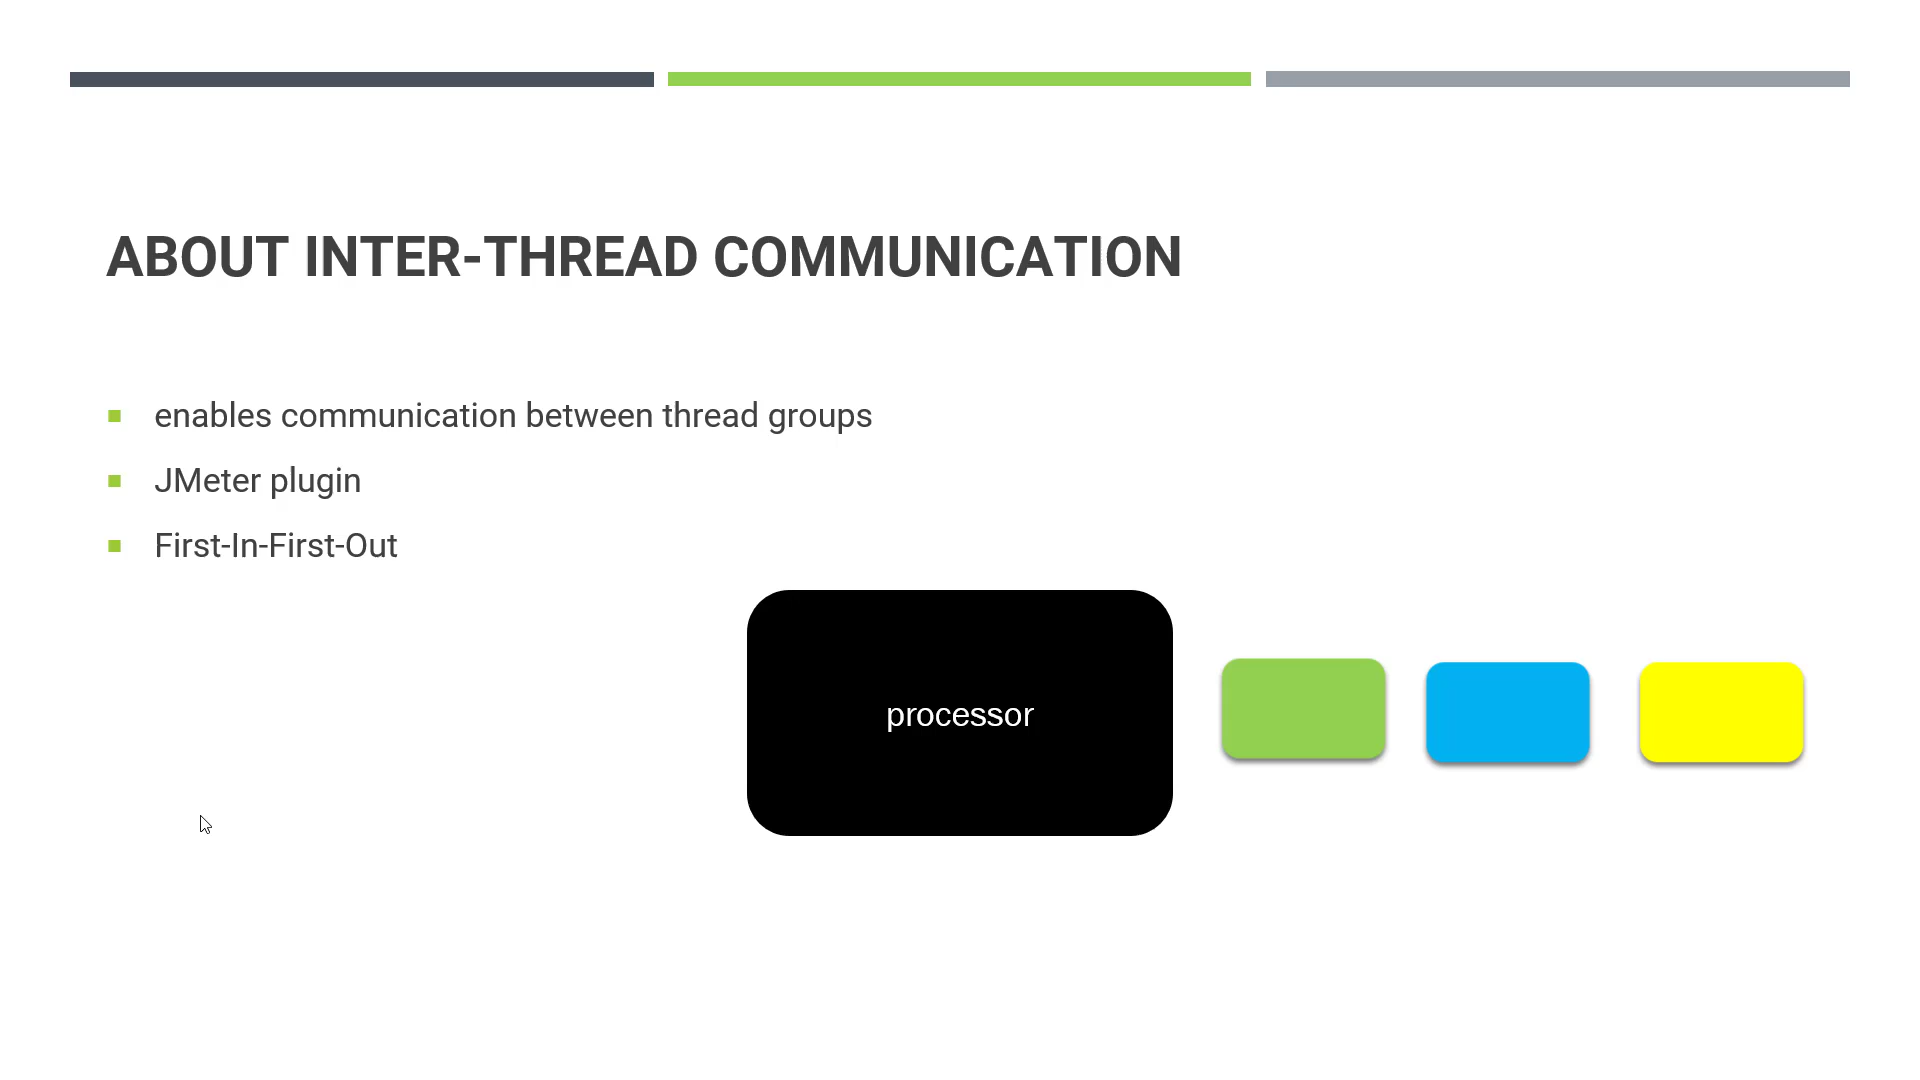 ABOUT INTER-THREAD COMMUNICATION
enables communication between thread groups
JMeter plugin
First-In-First-Out
processor